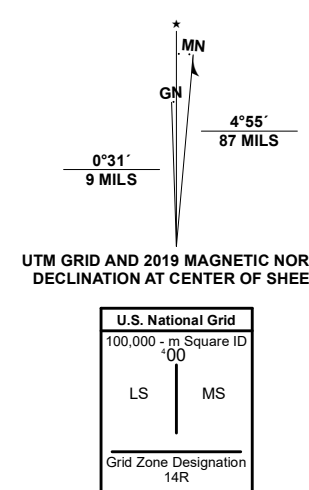 ★
MN
GN
4°55´
87 MILS
0°31´
9 MILS
UTM GRID AND 2019 MAGNETIC NOR
DECLINATION AT CENTER OF SHEE
U.S. National Grid
100,000 - m Square ID
⁴00
LS MS
Grid Zone Designation
14R